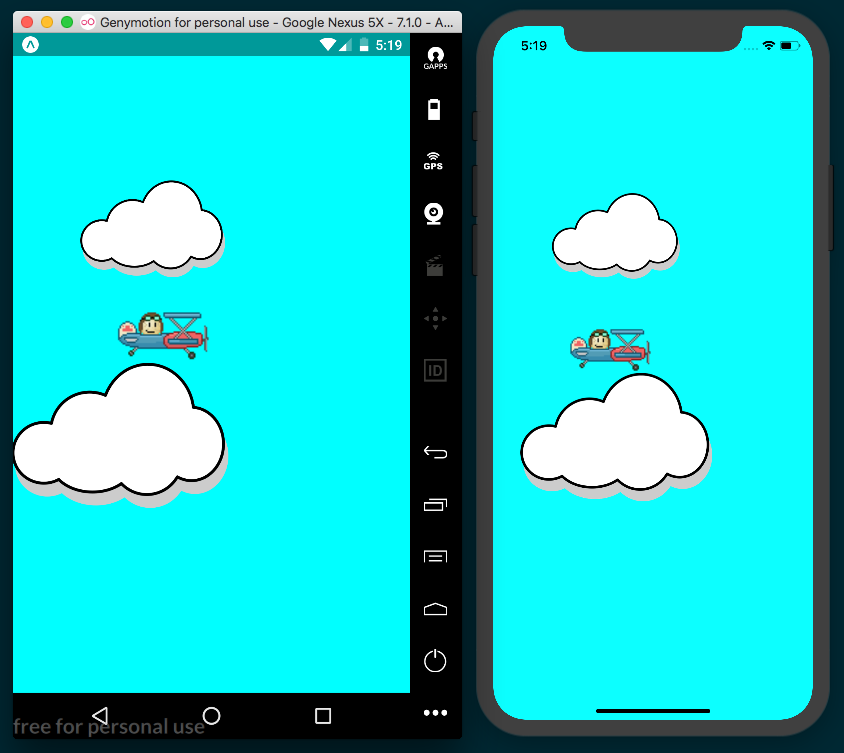 Genymotion for personal use - Google Nexus 5X - 7.1.0 - A...
5:19
GAPPS
GPS
ID
free for personal use
5:19